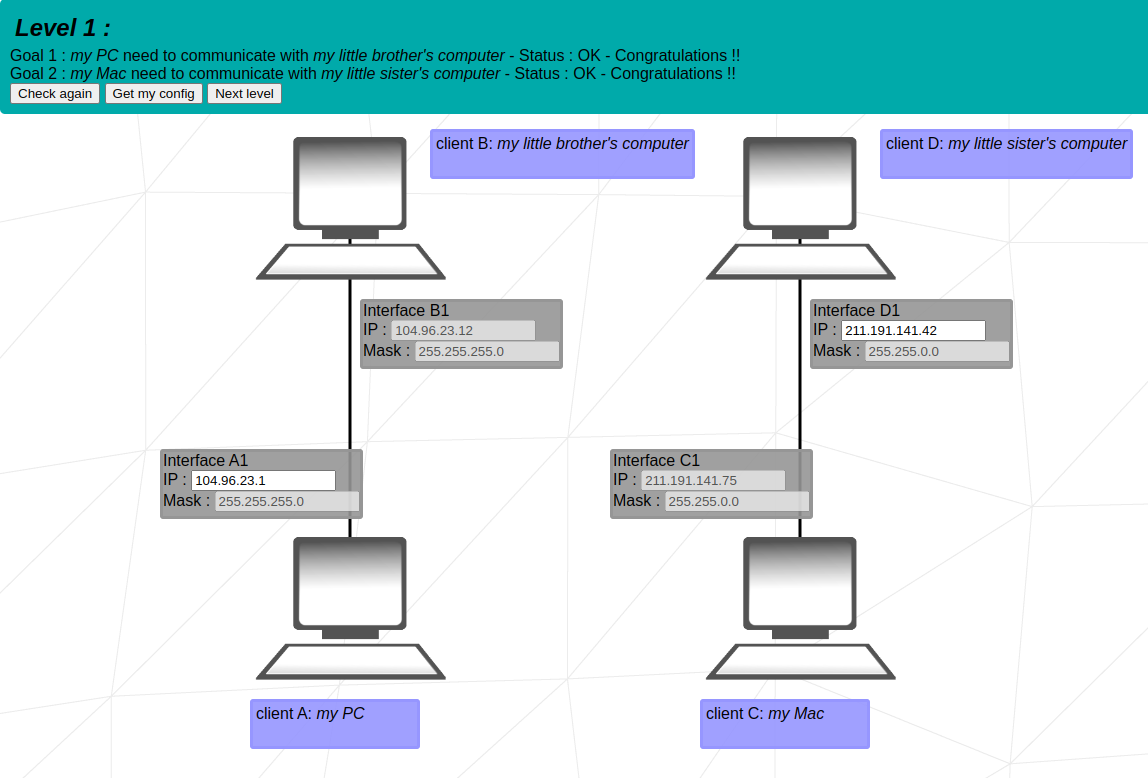 Level 1 :
Goal 1 : my PC need to communicate with my little brother's computer - Status : OK - Congratulations !!
Goal 2 : my Mac need to communicate with my little sister's computer - Status : OK - Congratulations !!
Check again Get my config Next level
client B: my little brother's computer
client D: my little sister's computer
Interface B1
IP : 104.96.23.12
Mask : 255.255.255.0
Interface D1
IP : 211.191.141.42
Mask : 255.255.0.0
Interface A1
IP : 104.96.23.1
Mask : 255.255.255.0
Interface C1
IP : 211.191.141.75
Mask : 255.255.0.0
client A: my PC
client C: my Mac